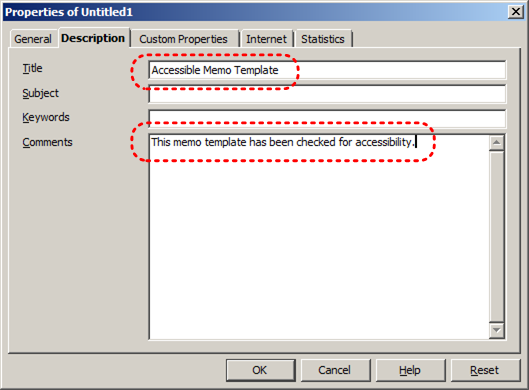 Properties of Untitled1
General Description Custom Properties Internet Statistics
Title Accessible Memo Template
Subject
Keywords
Comments This memo template has been checked for accessibility.
OK Cancel Help Reset